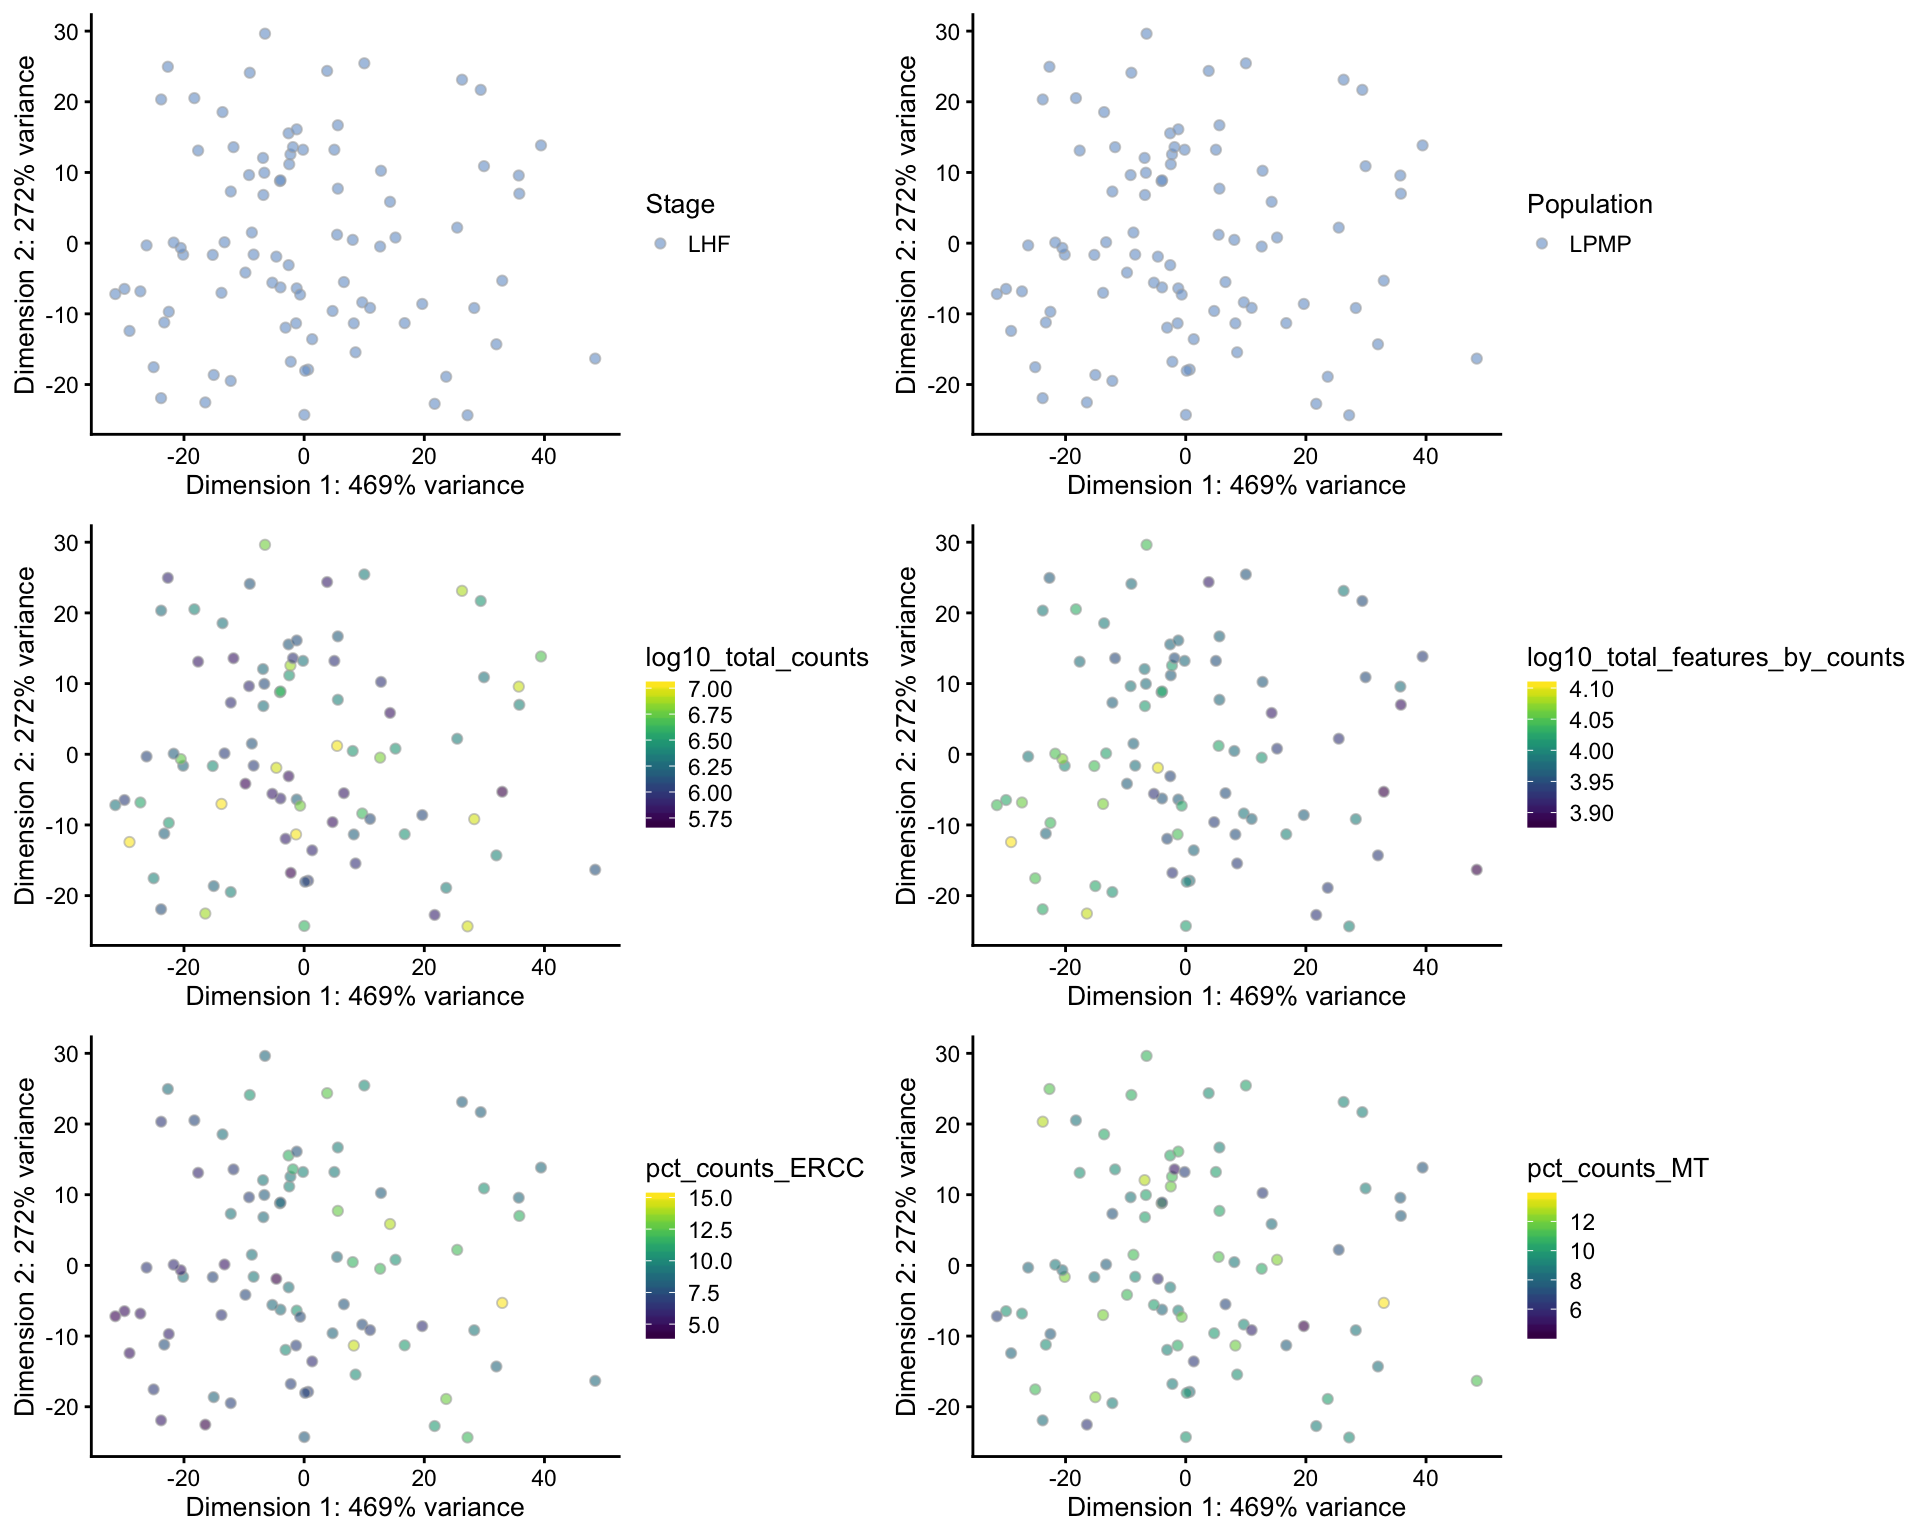 30
20
10
0
-10
-20
-20 0 20 40
Dimension 2: 272% variance
Dimension 1: 469% variance
Stage
LHF
30
20
10
0
-10
-20
-20 0 20 40
Dimension 2: 272% variance
Dimension 1: 469% variance
Population
LPMP
30
20
10
0
-10
-20
-20 0 20 40
Dimension 2: 272% variance
Dimension 1: 469% variance
log10_total_counts
7.00
6.75
6.50
6.25
6.00
5.75
30
20
10
0
-10
-20
-20 0 20 40
Dimension 2: 272% variance
Dimension 1: 469% variance
log10_total_features_by_counts
4.10
4.05
4.00
3.95
3.90
30
20
10
0
-10
-20
-20 0 20 40
Dimension 2: 272% variance
Dimension 1: 469% variance
pct_counts_ERCC
15.0
12.5
10.0
7.5
5.0
30
20
10
0
-10
-20
-20 0 20 40
Dimension 2: 272% variance
Dimension 1: 469% variance
pct_counts_MT
12
10
8
6